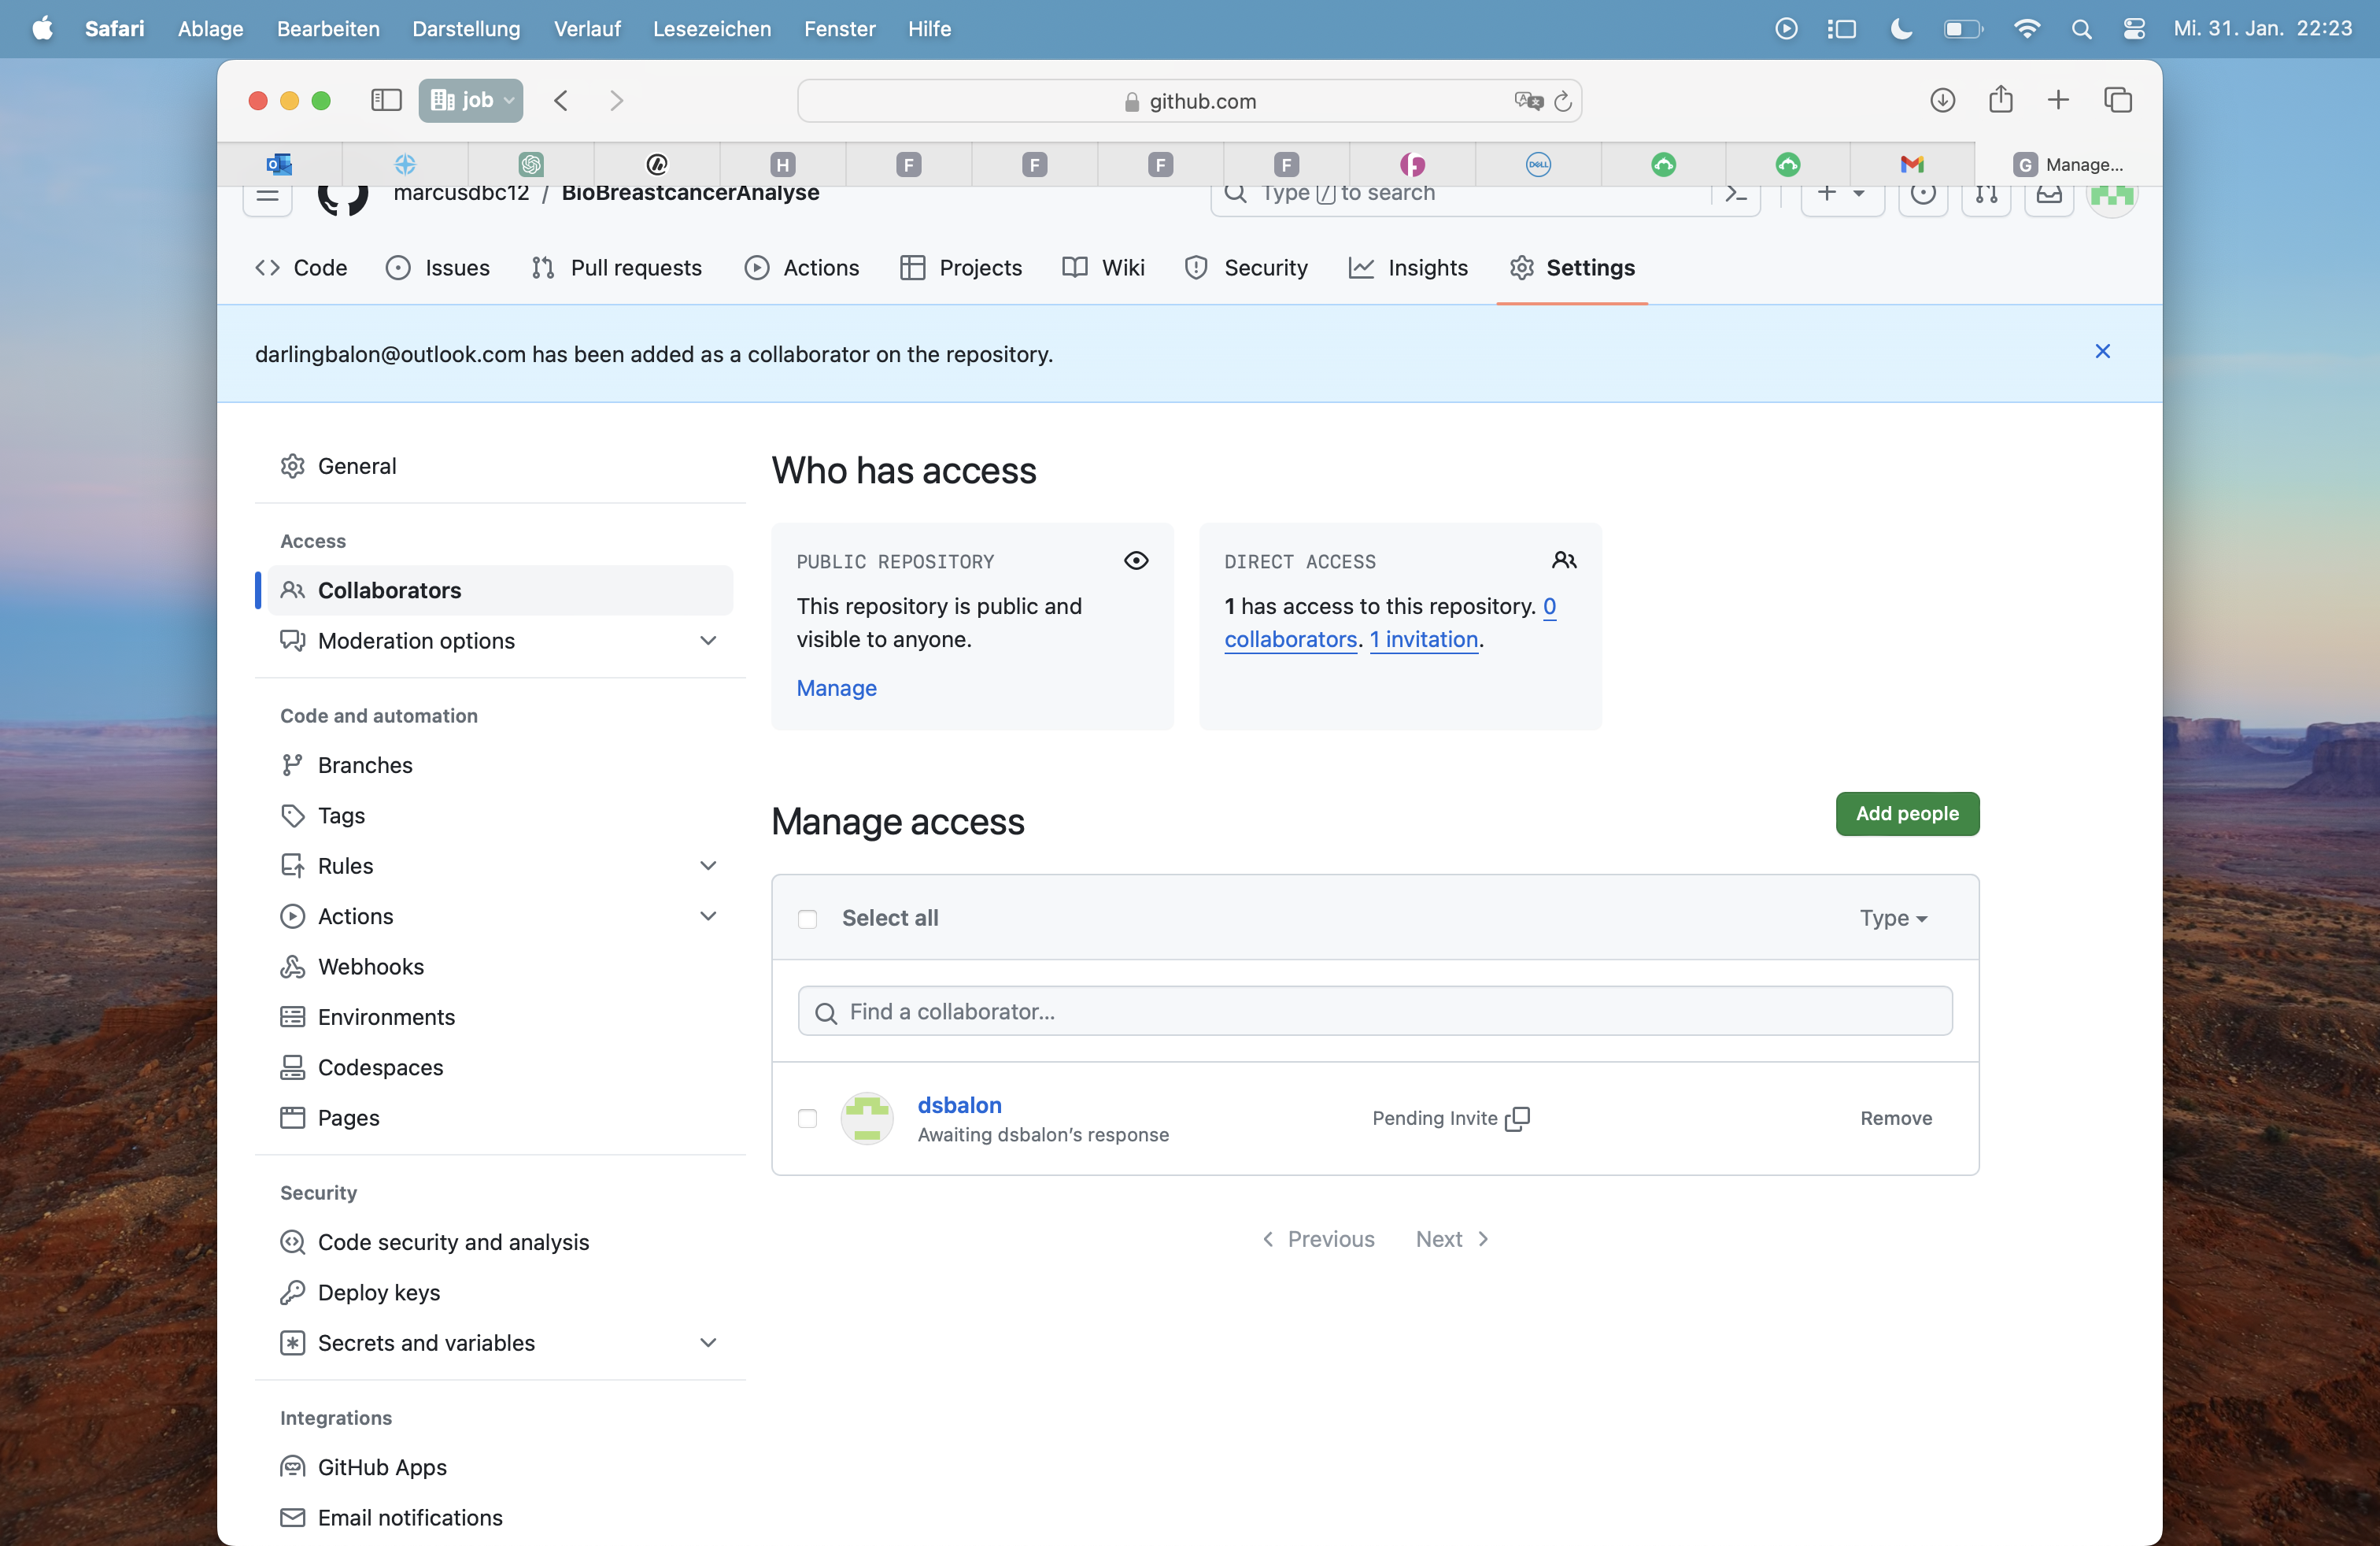 Safari Ablage Bearbeiten Darstellung Verlauf Lesezeichen Fenster Hilfe Mi. 31. Jan. 22:23
job github.com
H F F F F DELL G Manage...
marcusdbc12 / BioBreastcancerAnalyse Type / to search
Code Issues Pull requests Actions Projects Wiki Security Insights Settings
darlingbalon@outlook.com has been added as a collaborator on the repository.
General
Access
Collaborators
Moderation options
Code and automation
Branches
Tags
Rules
Actions
Webhooks
Environments
Codespaces
Pages
Security
Code security and analysis
Deploy keys
Secrets and variables
Integrations
GitHub Apps
Email notifications
Who has access
PUBLIC REPOSITORY
This repository is public and
visible to anyone.
Manage
DIRECT ACCESS
1 has access to this repository. 0
collaborators. 1 invitation.
Manage access
Add people
Select all Type
Find a collaborator...
dsbalon
Awaiting dsbalon’s response
Pending Invite
Remove
Previous Next